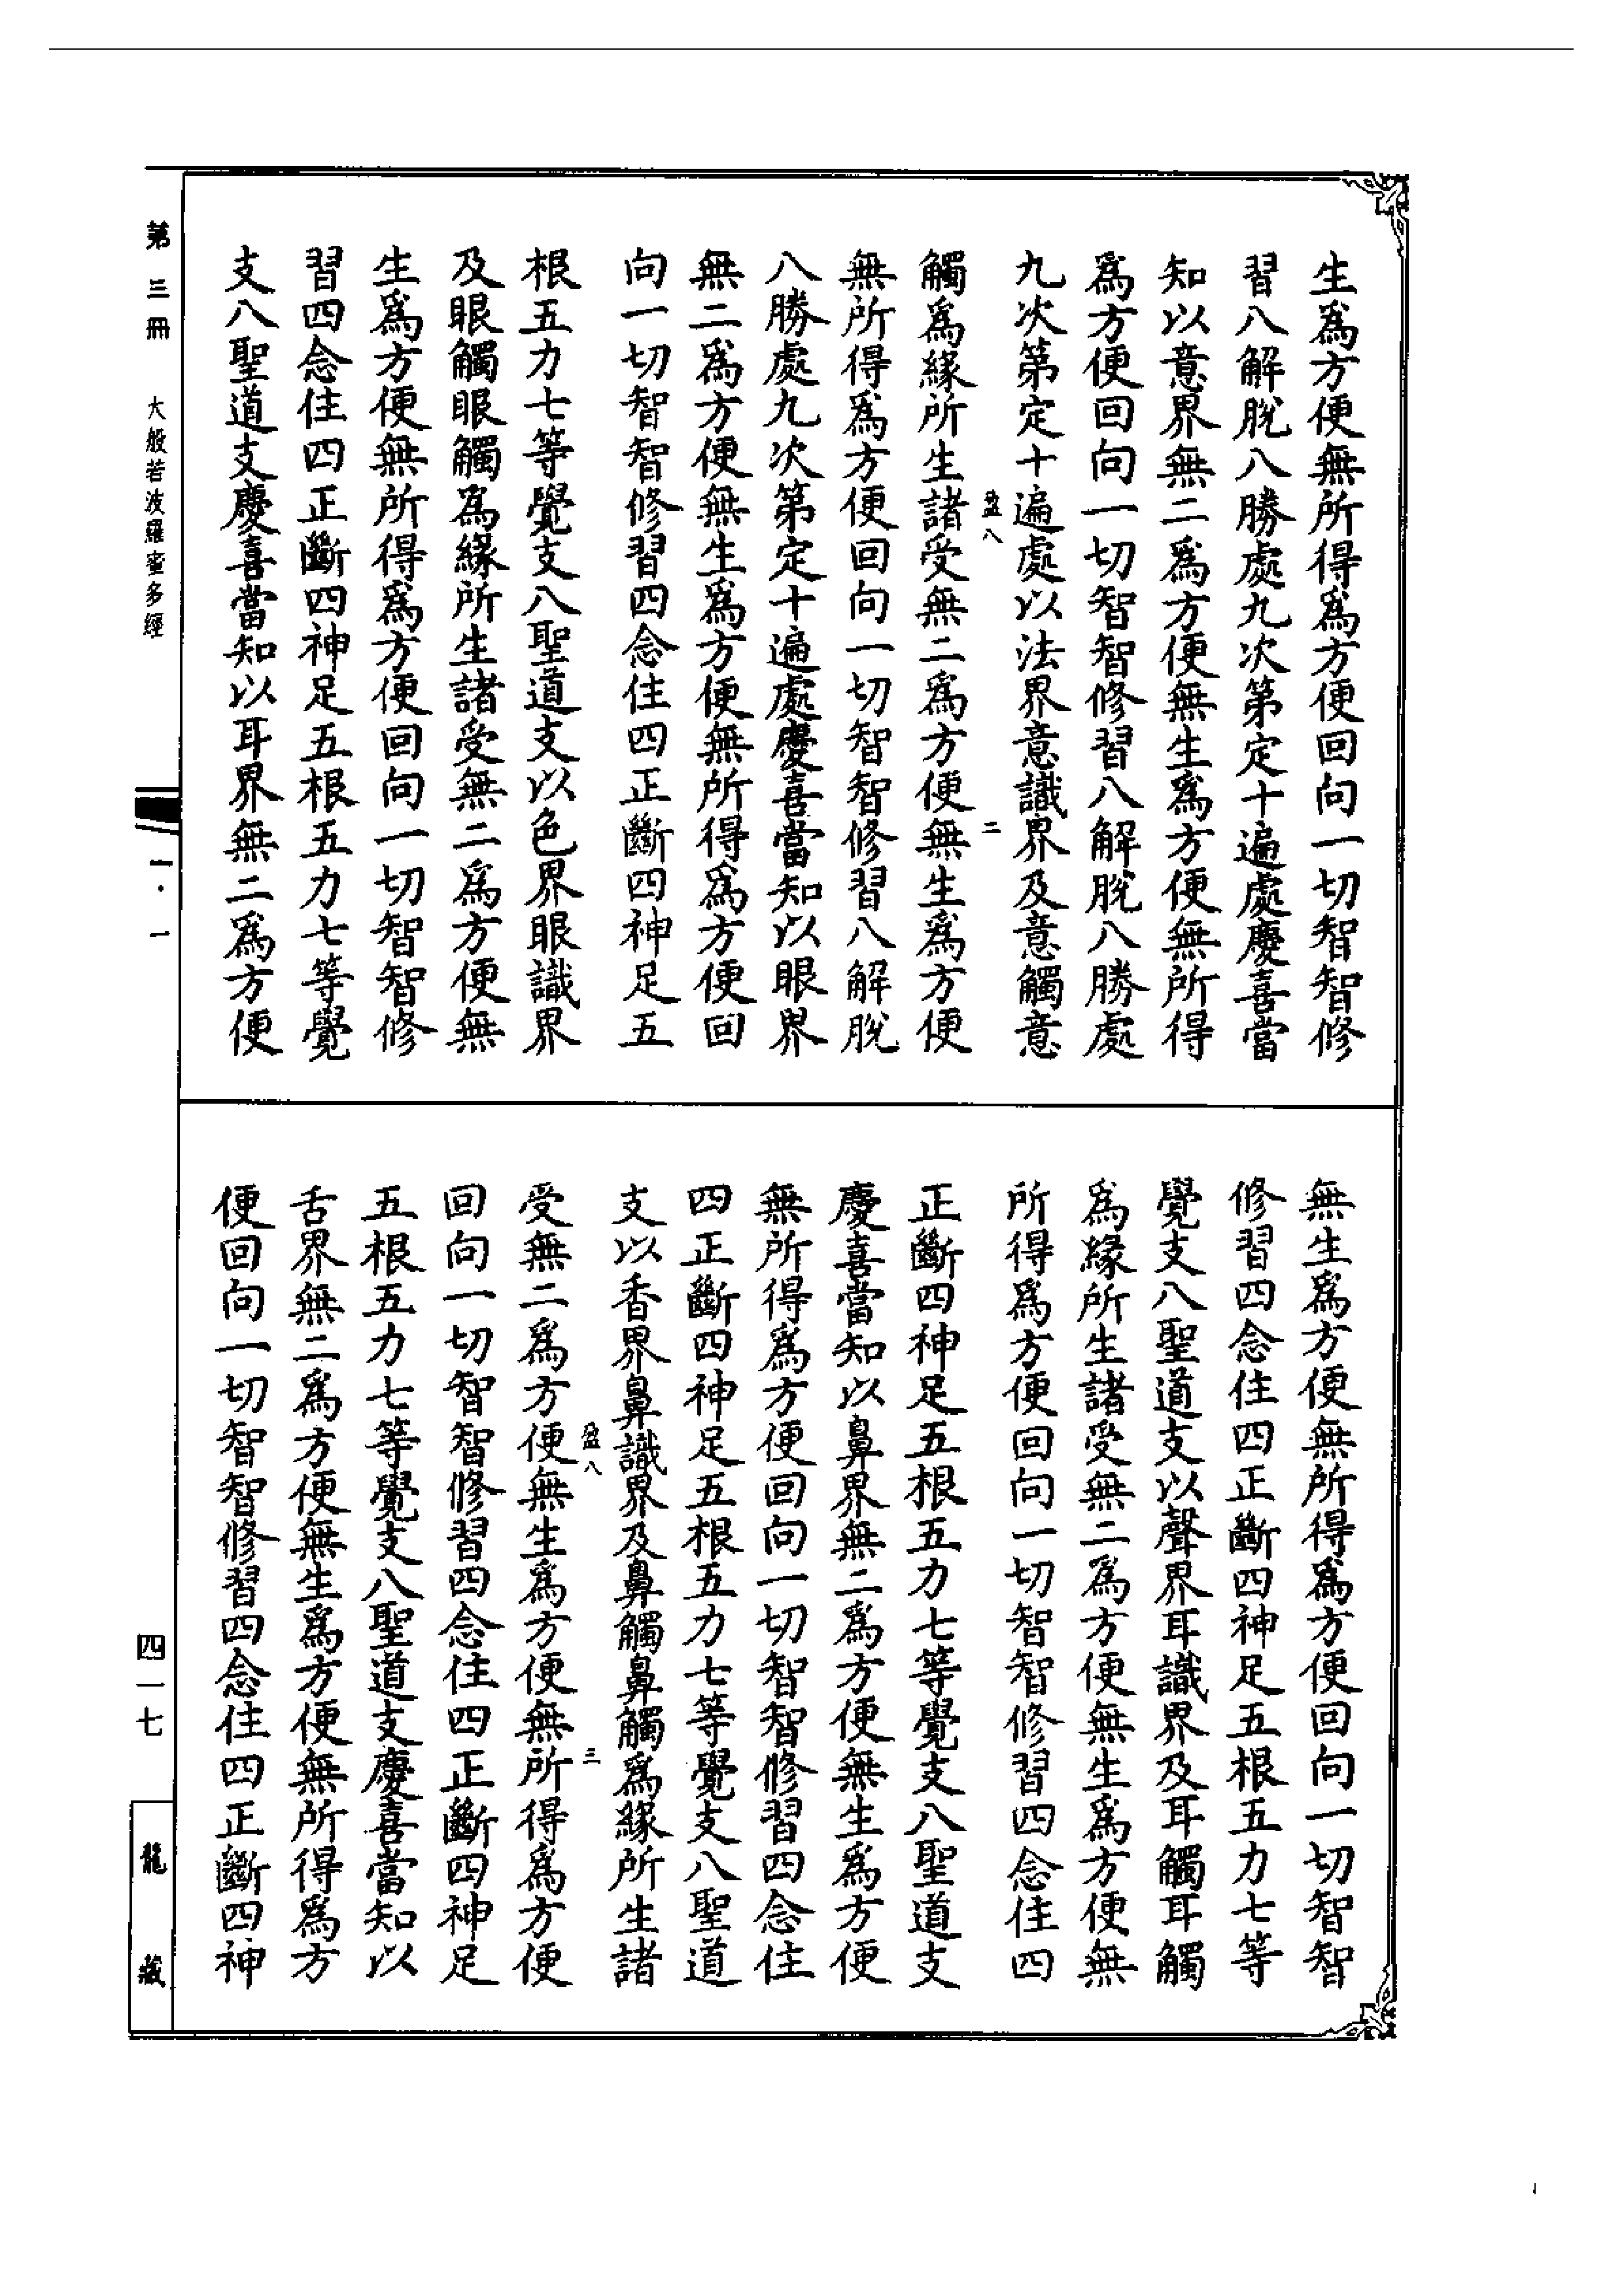 生爲方便無所得爲方便回向一切智智修
習八解脫八勝處九次第定十遍處慶喜當
知以意界無二爲方便無生爲方便無所得
爲方便回向一切智智修習八解脫八勝處
九次第定十遍處以法界意識界及意觸意
盈八 二
觸爲緣所生諸受無二爲方便無生爲方便
無所得爲方便回向一切智智修習八解脫
八勝處九次第定十遍處慶喜當知以眼界
無二爲方便無生爲方便無所得爲方便回
向一切智智修習四念住四正斷四神足五
根五力七等覺支八聖道支以色界眼識界
及眼觸眼觸爲緣所生諸受無二爲方便無
生爲方便無所得爲方便回向一切智智修
習四念住四正斷四神足五根五力七等覺
支八聖道支慶喜當知以耳界無二爲方便
無生爲方便無所得爲方便回向一切智智
修習四念住四正斷四神足五根五力七等
覺支八聖道支以聲界耳識界及耳觸耳觸
爲緣所生諸受無二爲方便無生爲方便無
所得爲方便回向一切智智修習四念住四
正斷四神足五根五力七等覺支八聖道支
慶喜當知以鼻界無二爲方便無生爲方便
無所得爲方便回向一切智智修習四念住
四正斷四神足五根五力七等覺支八聖道
支以香界鼻識界及鼻觸鼻觸爲緣所生諸
盈八 三
受無二爲方便無生爲方便無所得爲方便
回向一切智智修習四念住四正斷四神足
五根五力七等覺支八聖道支慶喜當知以
舌界無二爲方便無生爲方便無所得爲方
便回向一切智智修習四念住四正斷四神
第三冊 大般若波羅蜜多經
一·一
四一七
龍藏